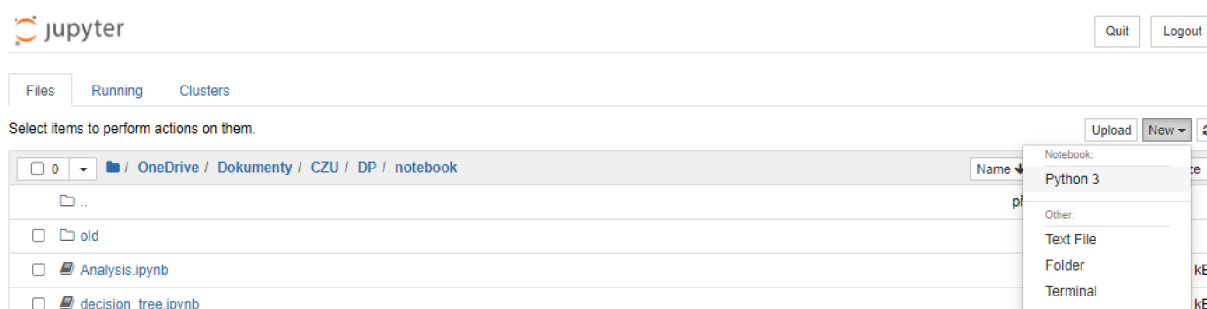 jupyter
Quit Logout
Files Running Clusters
Select items to perform actions on them.
Upload New
0 / OneDrive / Dokumenty / CZU / DP / notebook Name
Notebook:
Python 3
..
Other:
old
Text File
Analysis.ipynb
Folder
Terminal
decision_tree.ipynb